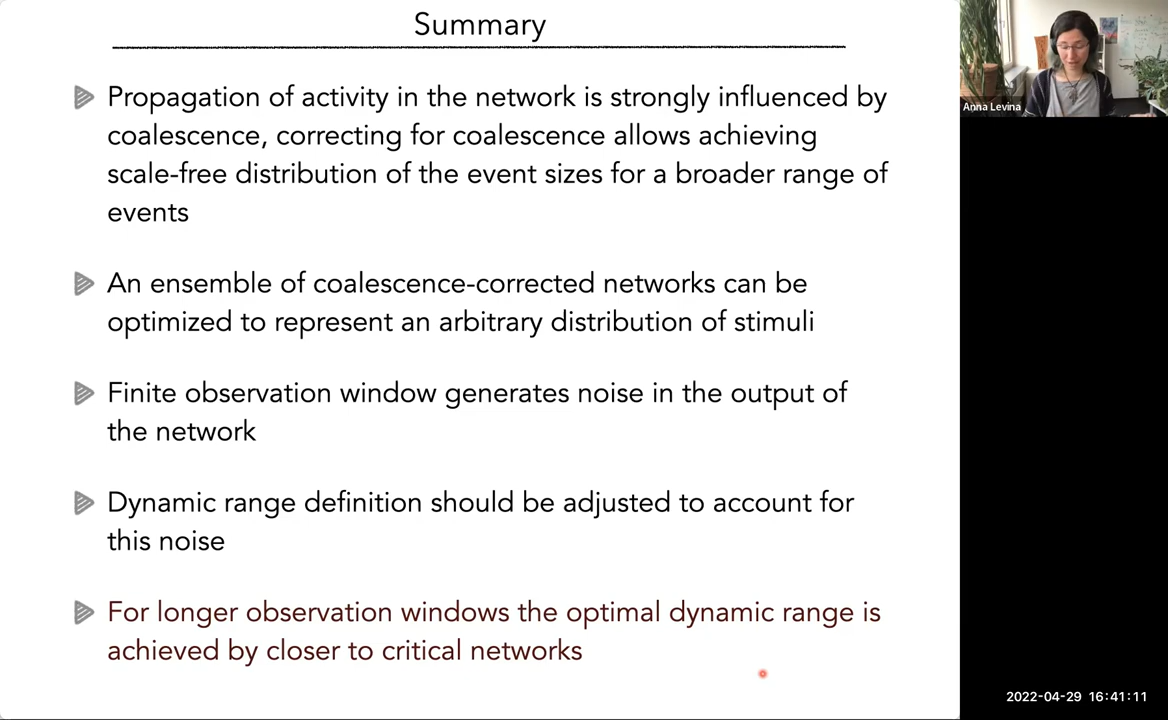 Summary
Propagation of activity in the network is strongly influenced by
coalescence, correcting for coalescence allows achieving
scale-free distribution of the event sizes for a broader range of
events
An ensemble of coalescence-corrected networks can be
optimized to represent an arbitrary distribution of stimuli
Finite observation window generates noise in the output of
the network
Dynamic range definition should be adjusted to account for
this noise
For longer observation windows the optimal dynamic range is
achieved by closer to critical networks
Anna Levina
2022-04-29 16:41:11